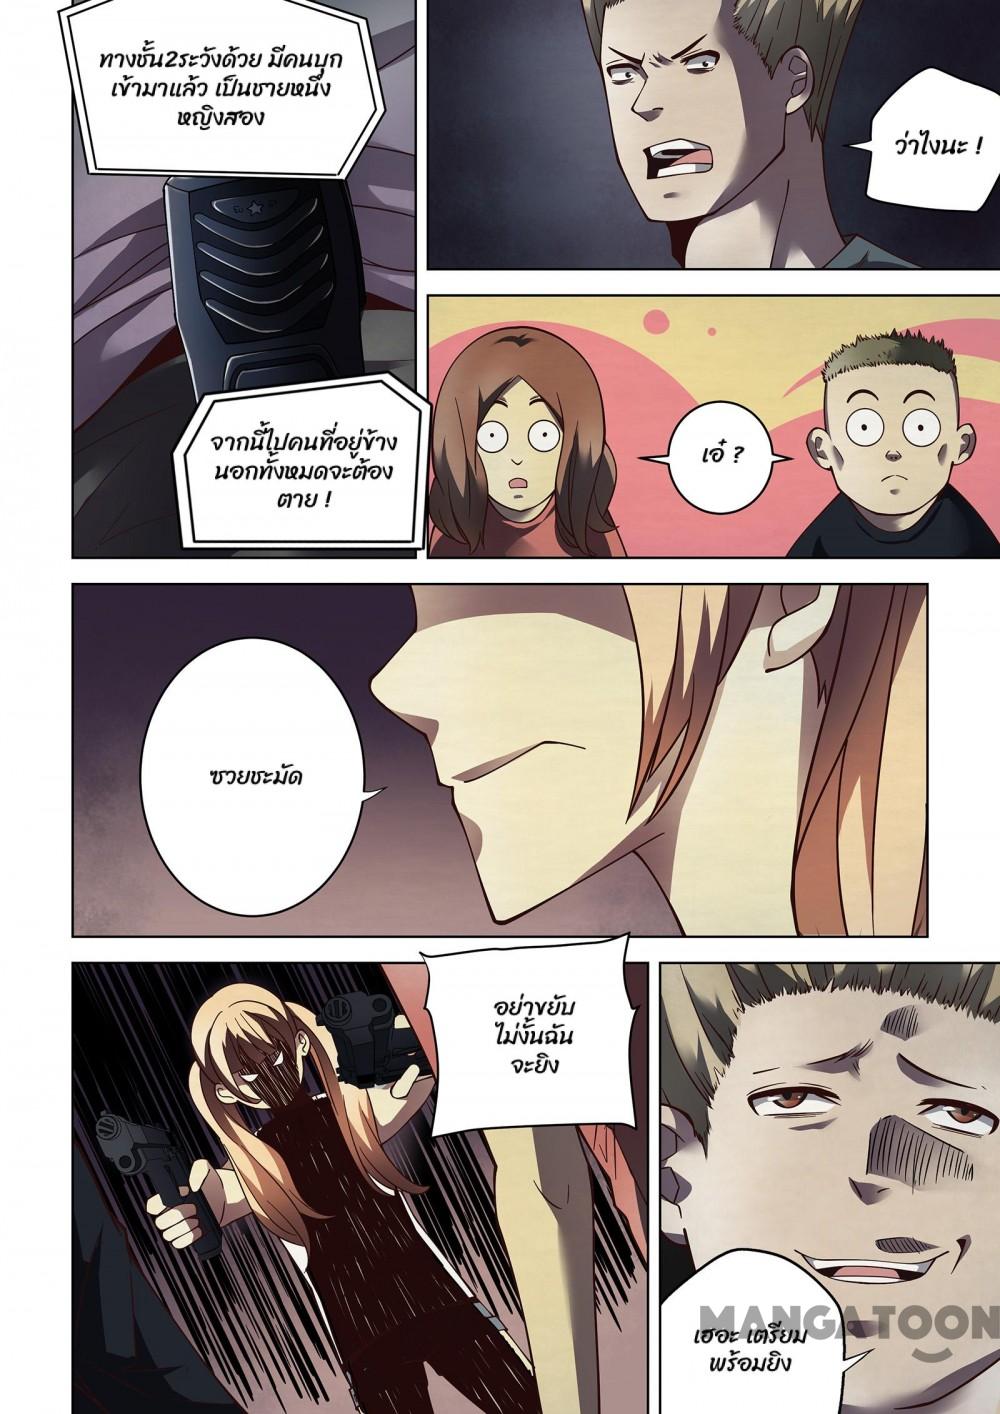 ทางชั้น2ระวังด้วย มีคนบุก
เข้ามาแล้ว เป็นชายหนึ่ง
หญิงสอง
ว่าไงนะ !
จากนี้ไปคนที่อยู่ข้าง
นอกทั้งหมดจะต้อง
ตาย !
เอ๋ ?
ซวยชะมัด
อย่าขยับ
ไม่งั้นฉัน
จะยิง
เฮอะ เตรียม
พร้อมยิง
MANGATOON